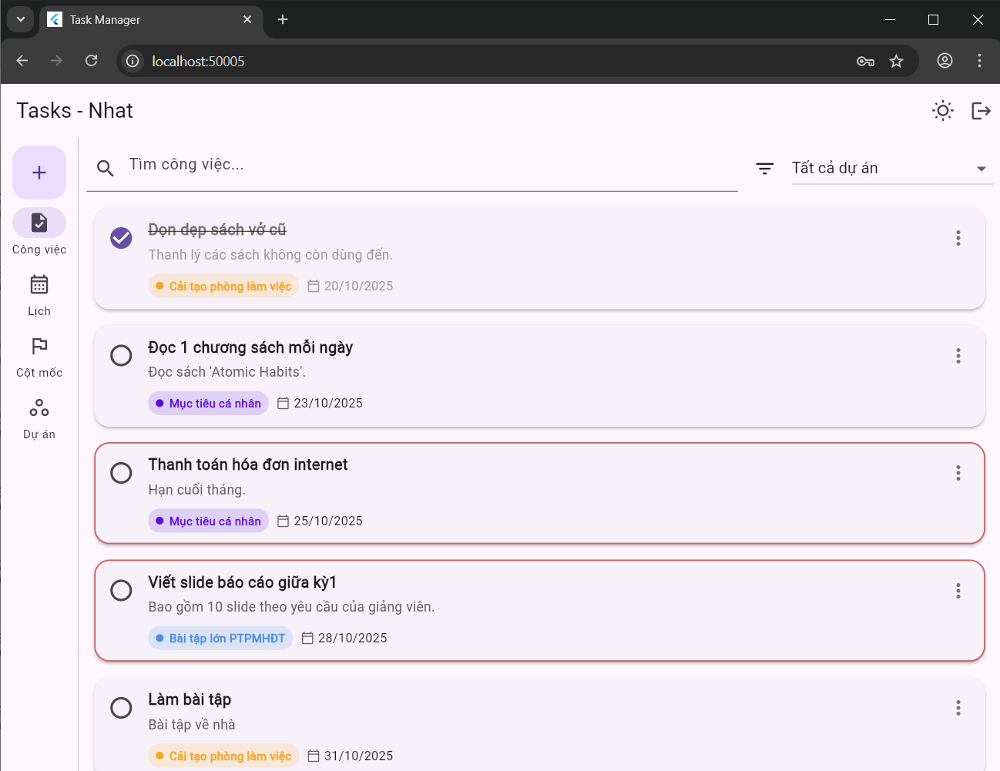 Task Manager
localhost:50005
Tasks - Nhat
Tìm công việc...
Tất cả dự án
Công việc
Lịch
Cột mốc
Dự án
Dọn dẹp sách vở cũ
Thanh lý các sách không còn dùng đến.
Cải tạo phòng làm việc 20/10/2025
Đọc 1 chương sách mỗi ngày
Đọc sách 'Atomic Habits'.
Mục tiêu cá nhân 23/10/2025
Thanh toán hóa đơn internet
Hạn cuối tháng.
Mục tiêu cá nhân 25/10/2025
Viết slide báo cáo giữa kỳ1
Bao gồm 10 slide theo yêu cầu của giảng viên.
Bài tập lớn PTPMHĐT 28/10/2025
Làm bài tập
Bài tập về nhà
Cải tạo phòng làm việc 31/10/2025